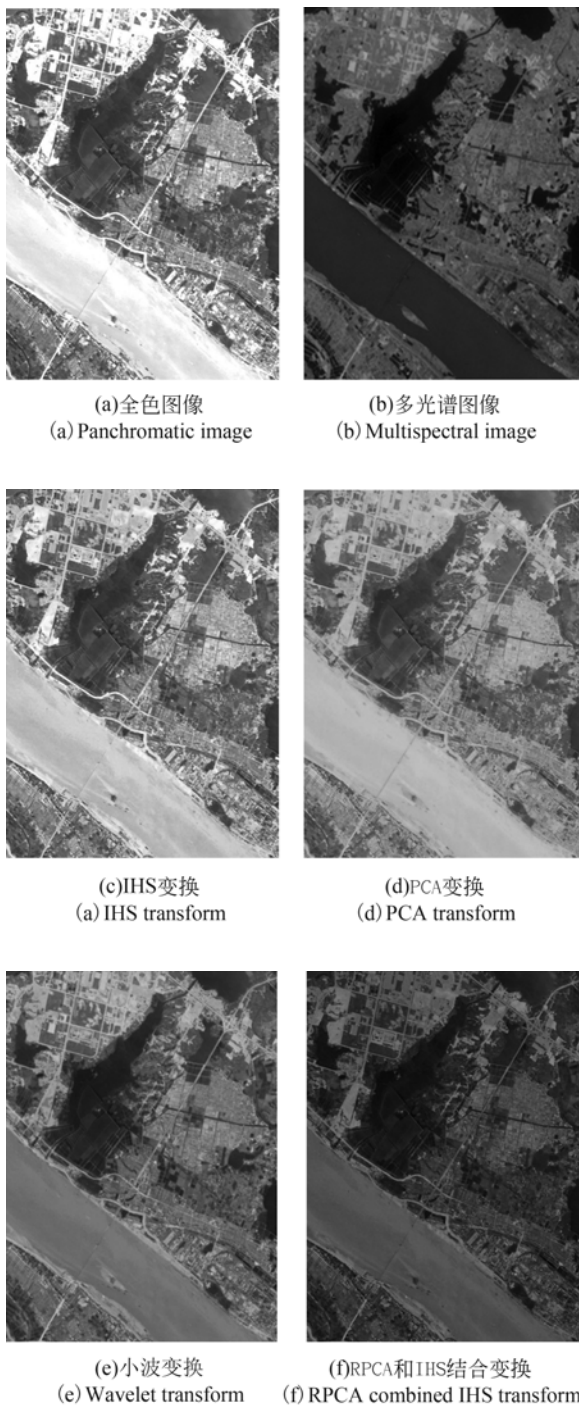 (a)全色图像
(a) Panchromatic image
(b)多光谱图像
(b) Multispectral image
(c)IHS变换
(a) IHS transform
(d)PCA变换
(d) PCA transform
(e)小波变换
(e) Wavelet transform
(f)RPCA和IHS结合变换
(f) RPCA combined IHS transform